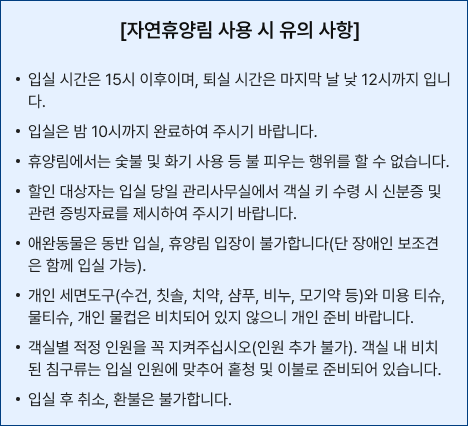 [자연휴양림 사용 시 유의 사항]
• 입실 시간은 15시 이후이며, 퇴실 시간은 마지막 날 낮 12시까지 입니
다.
• 입실은 밤 10시까지 완료하여 주시기 바랍니다.
• 휴양림에서는 숯불 및 화기 사용 등 불 피우는 행위를 할 수 없습니다.
• 할인 대상자는 입실 당일 관리사무실에서 객실 키 수령 시 신분증 및
관련 증빙자료를 제시하여 주시기 바랍니다.
• 애완동물은 동반 입실, 휴양림 입장이 불가합니다(단 장애인 보조견
은 함께 입실 가능).
• 개인 세면도구(수건, 칫솔, 치약, 샴푸, 비누, 모기약 등)와 미용 티슈,
물티슈, 개인 물컵은 비치되어 있지 않으니 개인 준비 바랍니다.
• 객실별 적정 인원을 꼭 지켜주십시오(인원 추가 불가). 객실 내 비치
된 침구류는 입실 인원에 맞추어 홑청 및 이불로 준비되어 있습니다.
• 입실 후 취소, 환불은 불가합니다.